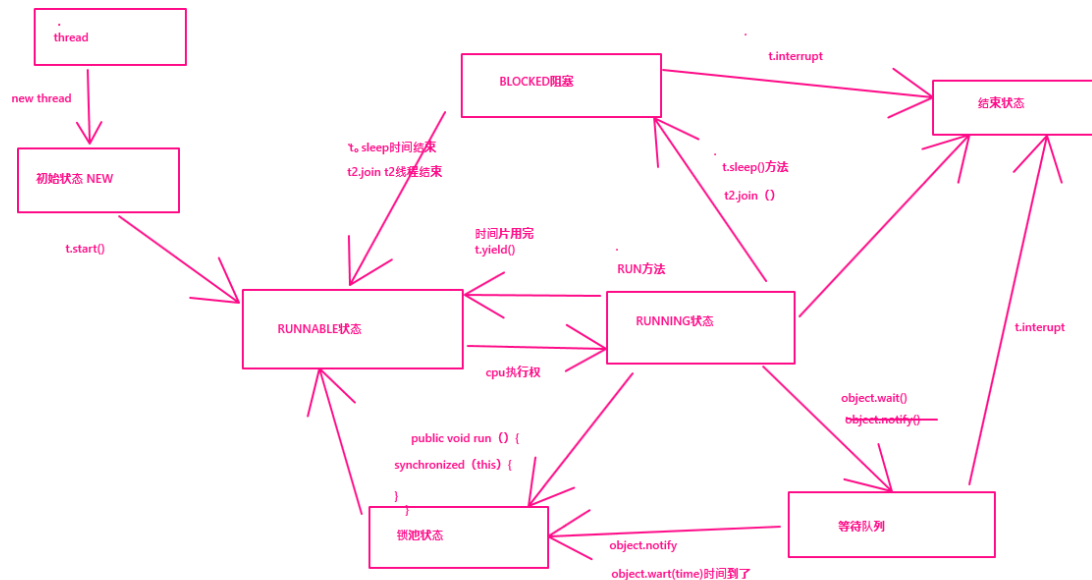 thread
new thread
初始状态 NEW
t.start()
BLOCKED阻塞
t.interrupt
结束状态
t。sleep时间结束
t2.join t2线程结束
t.sleep()方法
t2.join（）
时间片用完
t.yield()
RUN方法
RUNNABLE状态
RUNNING状态
cpu执行权
t.interupt
object.wait()
object.notify()
public void run（）{
synchronized（this）{
}
}
锁池状态
等待队列
object.notify
object.wart(time)时间到了